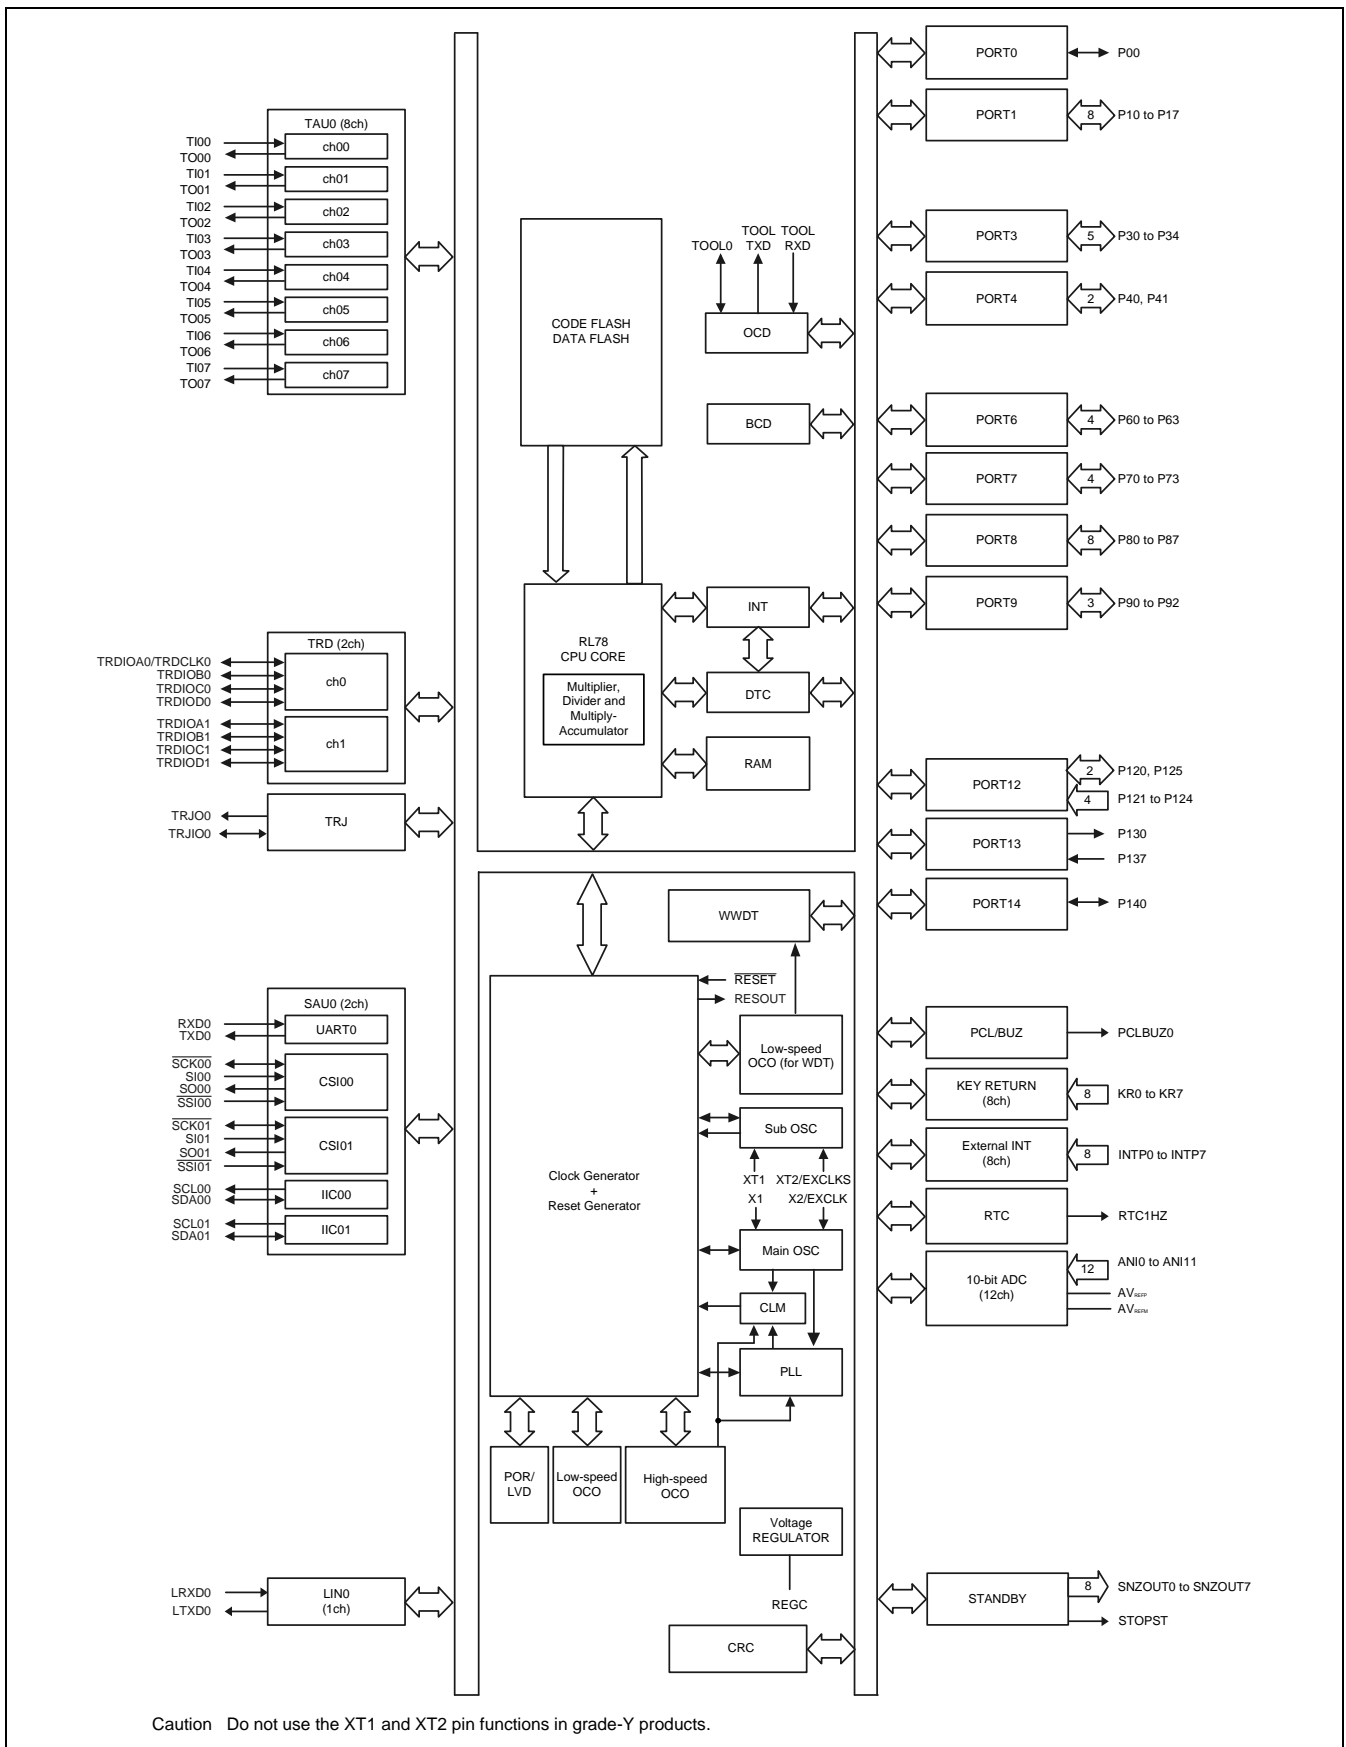 TAU0 (8ch)
TI00
TO00
ch00
TI01
TO01
ch01
TI02
TO02
ch02
TI03
TO03
ch03
TI04
TO04
ch04
TI05
TO05
ch05
TI06
TO06
ch06
TI07
TO07
ch07
TRD (2ch)
TRDIOA0/TRDCLK0
TRDIOB0
TRDIOC0
TRDIOD0
ch0
TRDIOA1
TRDIOB1
TRDIOC1
TRDIOD1
ch1
TRJO0
TRJIO0
TRJ
SAU0 (2ch)
RXD0
TXD0
UART0
SCK00
SI00
SO00
SSI00
CSI00
SCK01
SI01
SO01
SSI01
CSI01
SCL00
SDA00
IIC00
SCL01
SDA01
IIC01
LRXD0
LTXD0
LIN0
(1ch)
CODE FLASH
DATA FLASH
TOOL0
TOOL
TXD
TOOL
RXD
OCD
BCD
RL78
CPU CORE
Multiplier,
Divider and
Multiply-
Accumulator
INT
DTC
RAM
WWDT
RESET
RESOUT
Low-speed
OCO (for WDT)
Sub OSC
XT1
XT2/EXCLKS
X1
X2/EXCLK
Main OSC
CLM
PLL
Clock Generator
+
Reset Generator
POR/
LVD
Low-speed
OCO
High-speed
OCO
Voltage
REGULATOR
REGC
CRC
PORT0
P00
PORT1
8
P10 to P17
PORT3
5
P30 to P34
PORT4
2
P40, P41
PORT6
4
P60 to P63
PORT7
4
P70 to P73
PORT8
8
P80 to P87
PORT9
3
P90 to P92
PORT12
2
P120, P125
4
P121 to P124
PORT13
P130
P137
PORT14
P140
PCL/BUZ
PCLBUZ0
KEY RETURN
(8ch)
8
KR0 to KR7
External INT
(8ch)
8
INTP0 to INTP7
RTC
RTC1HZ
10-bit ADC
(12ch)
12
ANI0 to ANI11
AVREFP
AVREFM
STANDBY
8
SNZOUT0 to SNZOUT7
STOPST
Caution Do not use the XT1 and XT2 pin functions in grade-Y products.